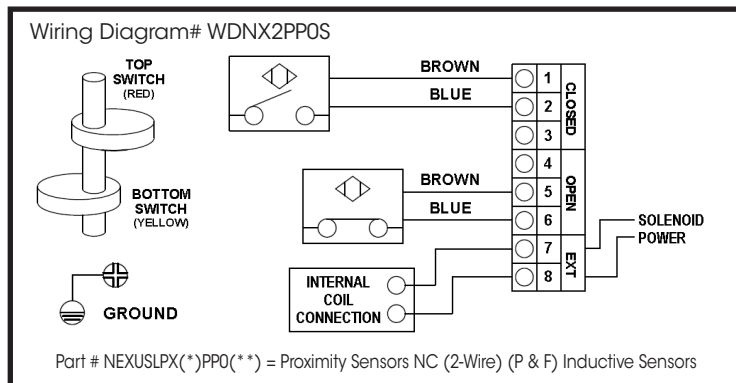 Wiring Diagram# WDNX2PP0S
TOP
SWITCH
(RED)
BOTTOM
SWITCH
(YELLOW)
GROUND
BROWN
BLUE
BROWN
BLUE
INTERNAL
COIL
CONNECTION
1
2
3
4
5
6
7
8
CLOSED
OPEN
EXT
SOLENOID
POWER
Part # NEXUSLPX(*)PP0(**) = Proximity Sensors NC (2-Wire) (P & F) Inductive Sensors